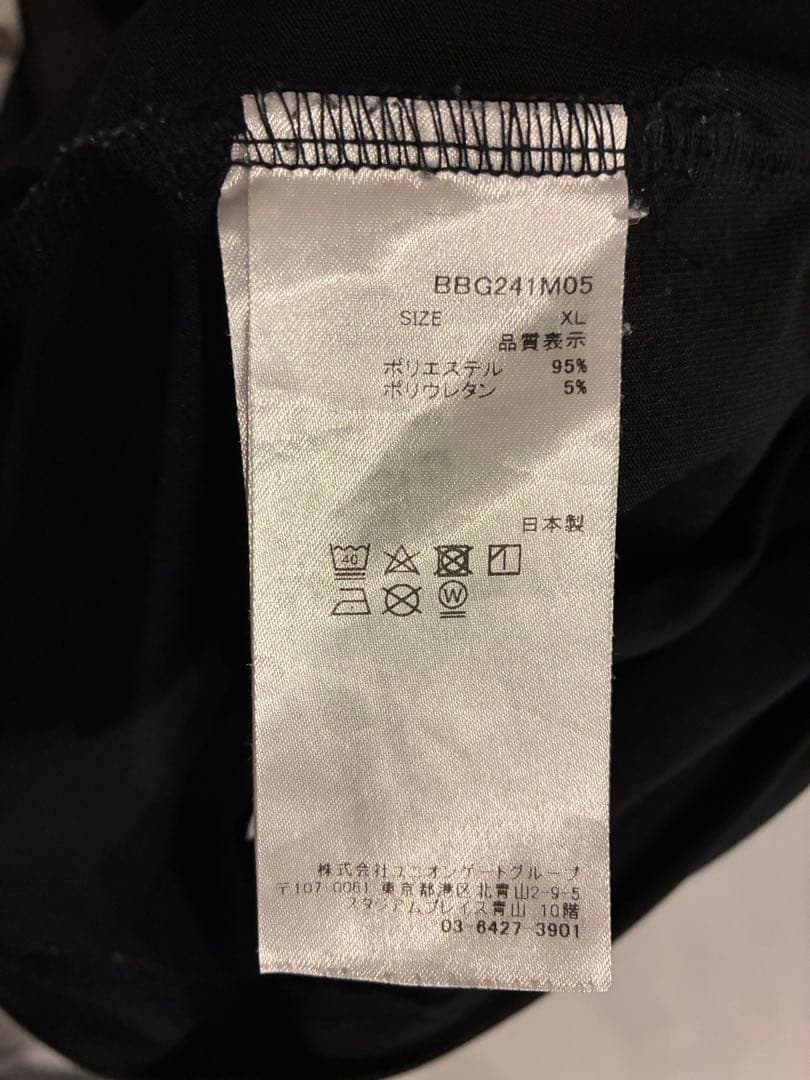 BBG241M05
SIZE XL
品質表示
ポリエステル 95%
ポリウレタン 5%
日本製
40
W
株式会社ユニオンゲートグループ
〒107-0061 東京都港区北青山2-9-5
スタジアムプレイス青山 10階
03 6427 3901